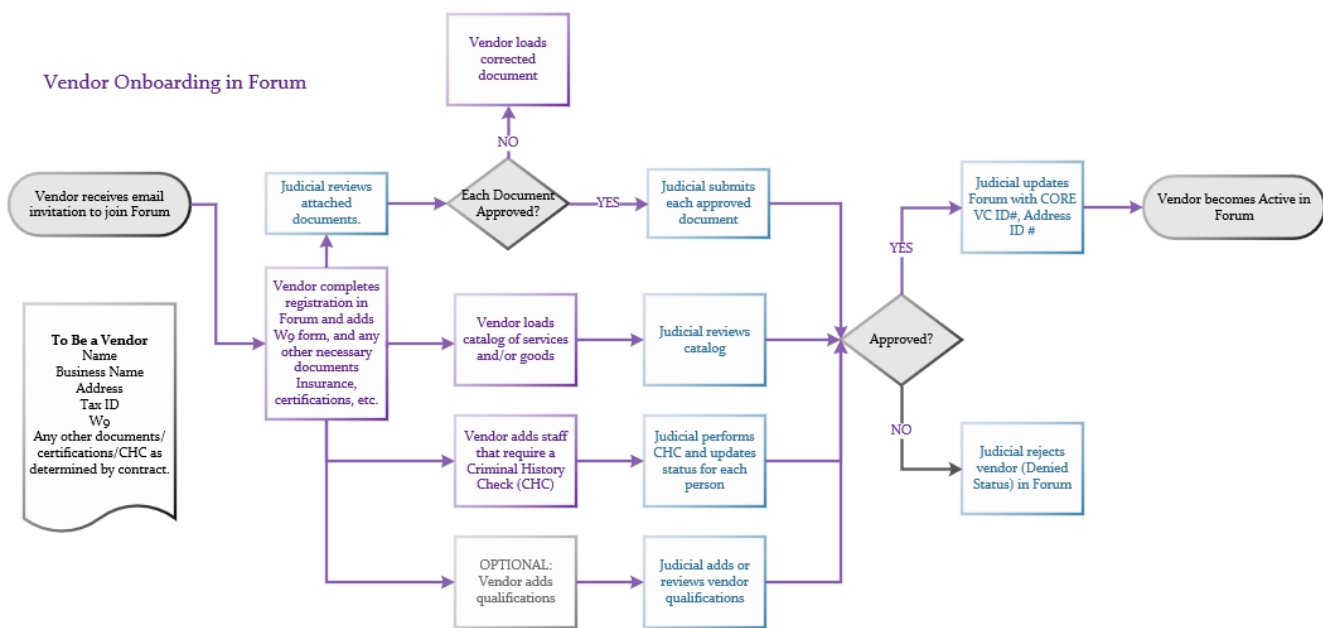 Vendor Onboarding in Forum
Vendor loads
corrected
document
NO
Vendor receives email
invitation to join Forum
Judicial reviews
attached
documents.
Each Document
Approved?
YES
Judicial submits
each approved
document
Judicial updates
Forum with CORE
VC ID#, Address
ID #
Vendor becomes Active in
Forum
YES
Vendor completes
registration in
Forum and adds
W9 form, and any
other necessary
documents
Insurance,
certifications, etc.
Vendor loads
catalog of services
and/or goods
Judicial reviews
catalog
Approved?
To Be a Vendor
Name
Business Name
Address
Tax ID
W9
Any other documents/
certifications/CHC as
determined by contract.
NO
Vendor adds staff
that require a
Criminal History
Check (CHC)
Judicial performs
CHC and updates
status for each
person
Judicial rejects
vendor (Denied
Status) in Forum
OPTIONAL:
Vendor adds
qualifications
Judicial adds or
reviews vendor
qualifications